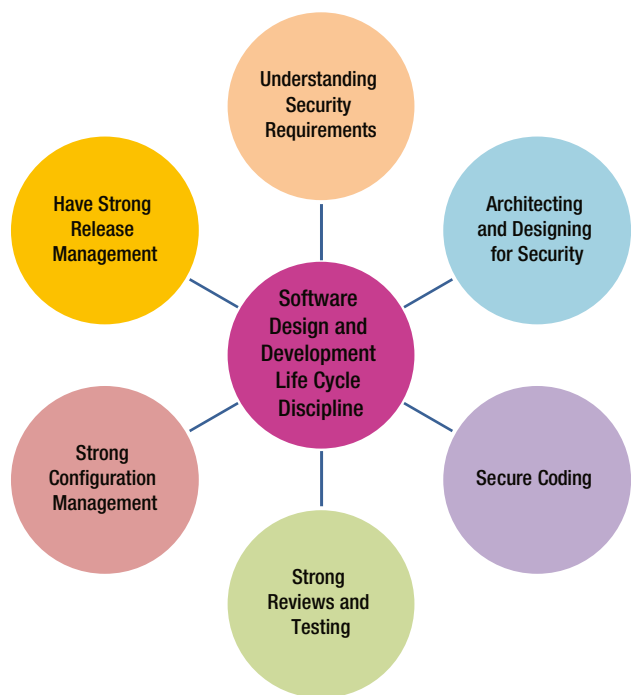 Understanding
Security
Requirements
Architecting
and Designing
for Security
Secure Coding
Strong
Reviews and
Testing
Strong
Configuration
Management
Have Strong
Release
Management
Software
Design and
Development
Life Cycle
Discipline